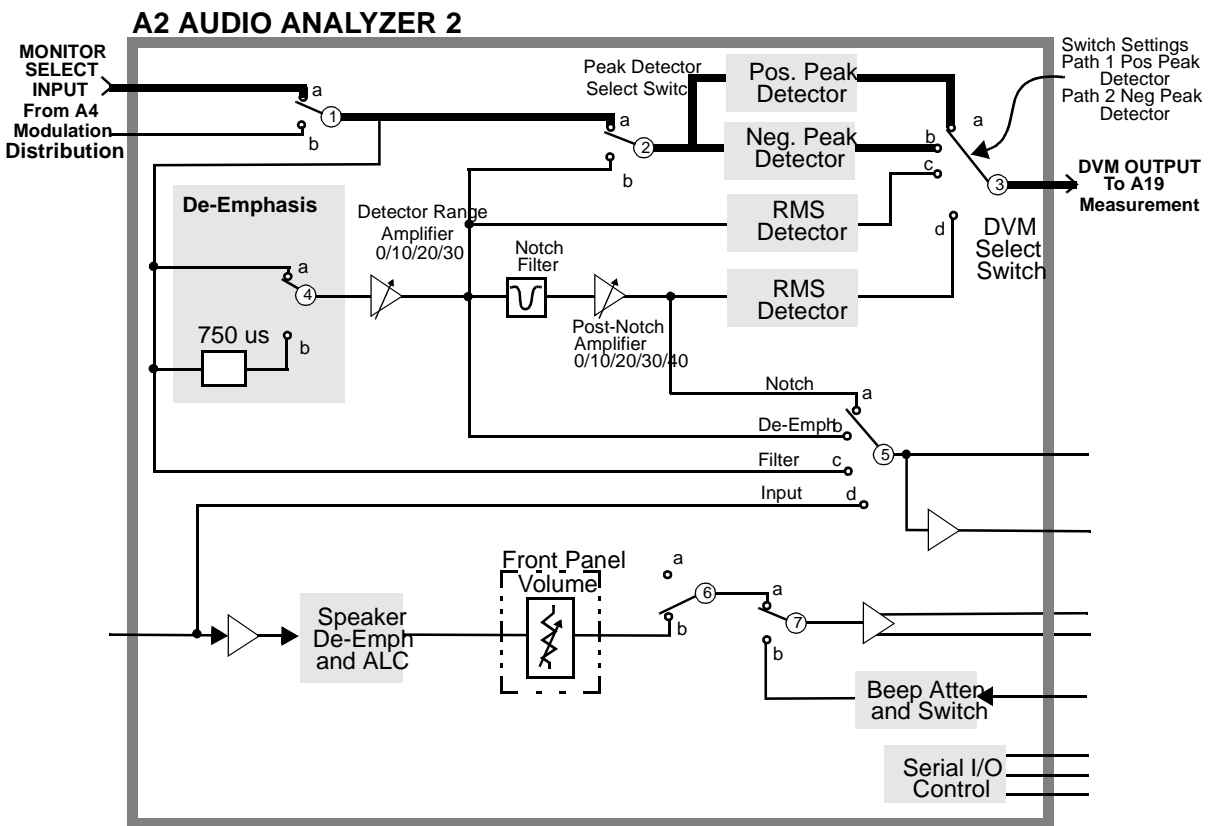 A2 AUDIO ANALYZER 2
MONITOR
SELECT
INPUT
From A4
Modulation
Distribution
a
1
b
Peak Detector
Select Switch
a
2
b
Pos. Peak
Detector
Neg. Peak
Detector
RMS
Detector
RMS
Detector
a
b
c
3
d
DVM
Select
Switch
Switch Settings
Path 1 Pos Peak
Detector
Path 2 Neg Peak
Detector
DVM OUTPUT
To A19
Measurement
De-Emphasis
a
4
750 us
b
Detector Range
Amplifier
0/10/20/30
Notch
Filter
Post-Notch
Amplifier
0/10/20/30/40
Notch
a
De-Emph
b
5
Filter
c
Input
d
Front Panel
Volume
Speaker
De-Emph
and ALC
a
6
b
a
7
b
Beep Atten
and Switch
Serial I/O
Control